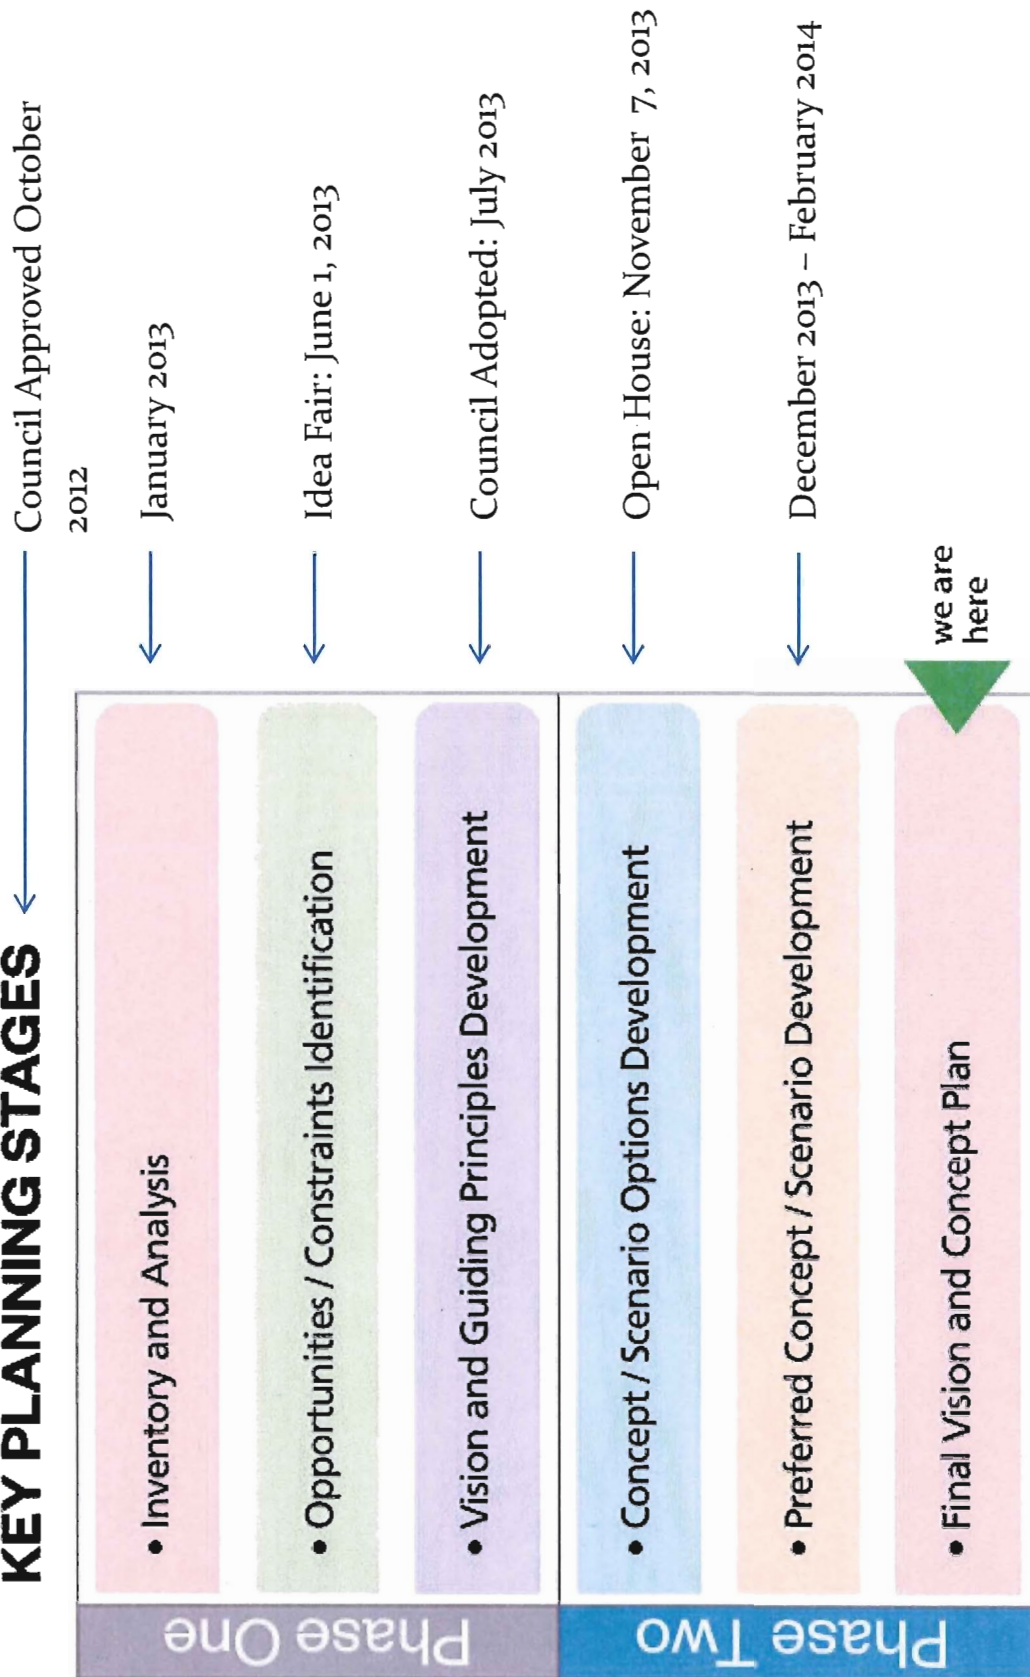 KEY PLANNING STAGES
Council Approved October
2012
Phase One
• Inventory and Analysis
January 2013
• Opportunities / Constraints Identification
Idea Fair: June 1, 2013
• Vision and Guiding Principles Development
Council Adopted: July 2013
Phase Two
• Concept / Scenario Options Development
Open House: November 7, 2013
• Preferred Concept / Scenario Development
December 2013 – February 2014
• Final Vision and Concept Plan
we are
here